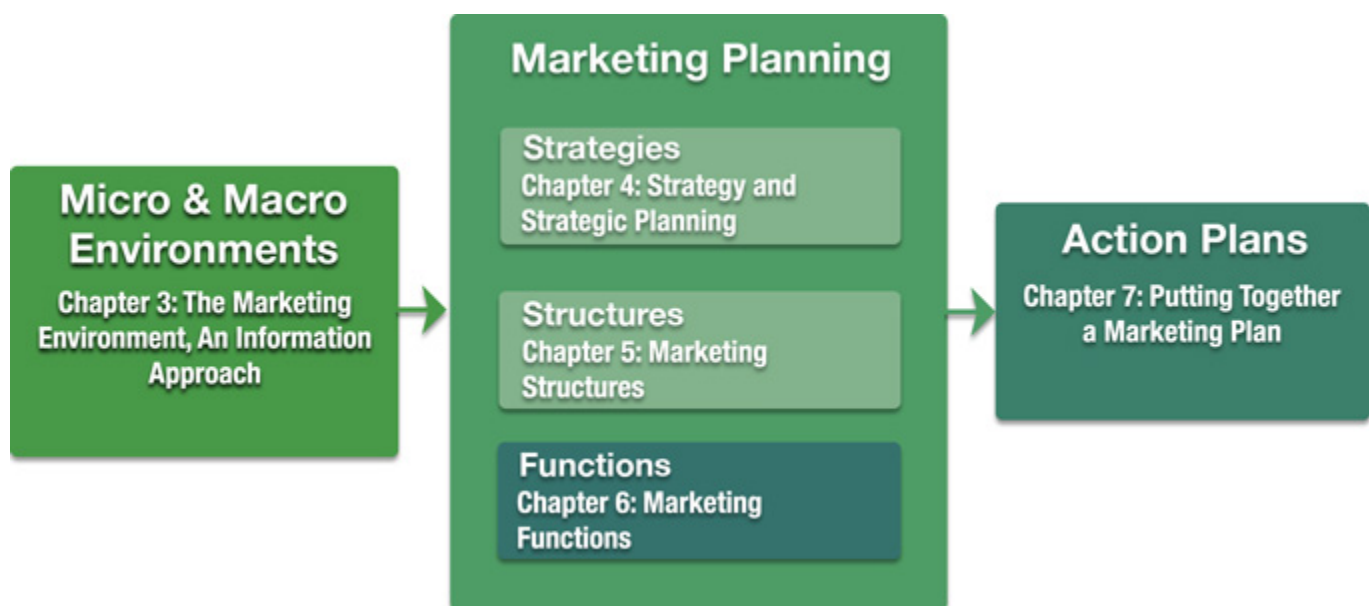 Micro & Macro
Environments
Chapter 3: The Marketing
Environment, An Information
Approach
Marketing Planning
Strategies
Chapter 4: Strategy and
Strategic Planning
Structures
Chapter 5: Marketing
Structures
Functions
Chapter 6: Marketing
Functions
Action Plans
Chapter 7: Putting Together
a Marketing Plan